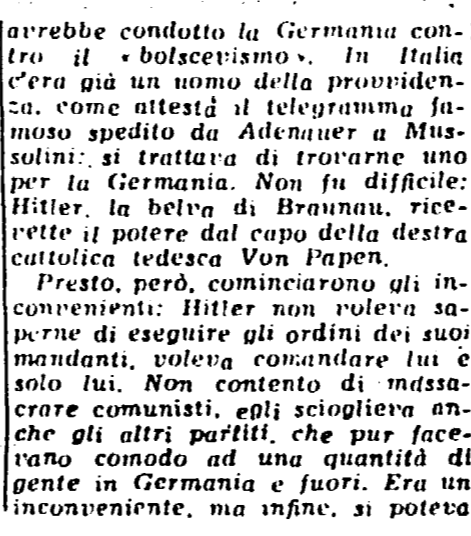 avrebbe condotto la Germania con-
tro il «bolscevismo». In Italia
c'era già un uomo della provviden-
za, come attesta il telegramma fa-
moso spedito da Adenauer a Mus-
solini: si trattava di trovarne uno
per la Germania. Non fu difficile:
Hitler, la belva di Braunau, rice-
vette il potere dal capo della destra
cattolica tedesca Von Papen.
Presto, però, cominciarono gli in-
convenienti: Hitler non voleva sa-
perne di eseguire gli ordini dei suoi
mandanti, voleva comandare lui e
solo lui. Non contento di massa-
crare comunisti, egli scioglieva an-
che gli altri partiti, che pur face-
vano comodo ad una quantità di
gente in Germania e fuori. Era un
inconveniente, ma infine, si poteva